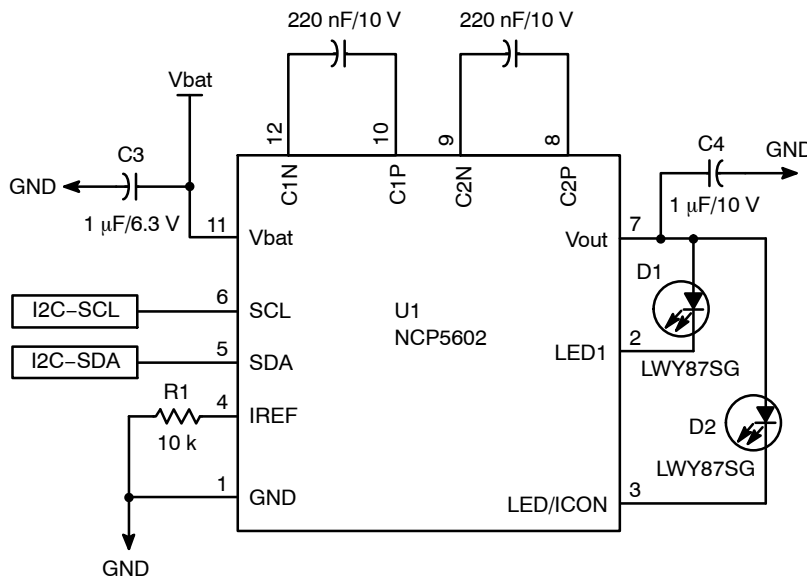 220 nF/10 V
220 nF/10 V
Vbat
12
10
9
8
C3
C4
GND
GND
C1N
C1P
C2N
C2P
1 μF/6.3 V
1 μF/10 V
11
Vbat
7
Vout
D1
I2C−SCL
6
SCL
U1
NCP5602
2
LED1
I2C−SDA
5
SDA
LWY87SG
R1
4
IREF
10 k
D2
LWY87SG
1
GND
3
LED/ICON
GND